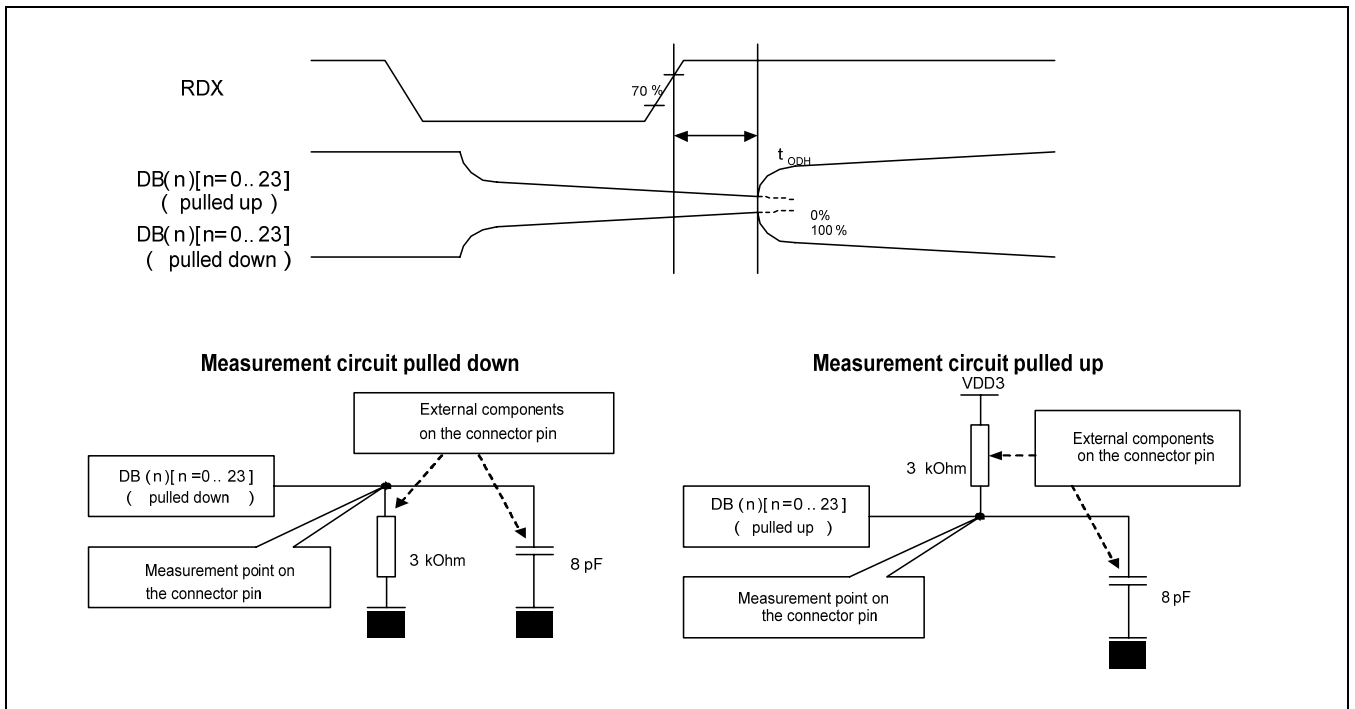 RDX
70 %
t ODH
DB(n)[n=0..23]
( pulled up )
0%
100 %
DB(n)[n=0..23]
( pulled down )
Measurement circuit pulled down
External components
on the connector pin
DB (n)[n =0.. 23]
( pulled down )
3 kOhm
8 pF
Measurement point on
the connector pin
Measurement circuit pulled up
VDD3
External components
on the connector pin
3 kOhm
DB (n)[n=0.. 23]
( pulled up )
8 pF
Measurement point on
the connector pin